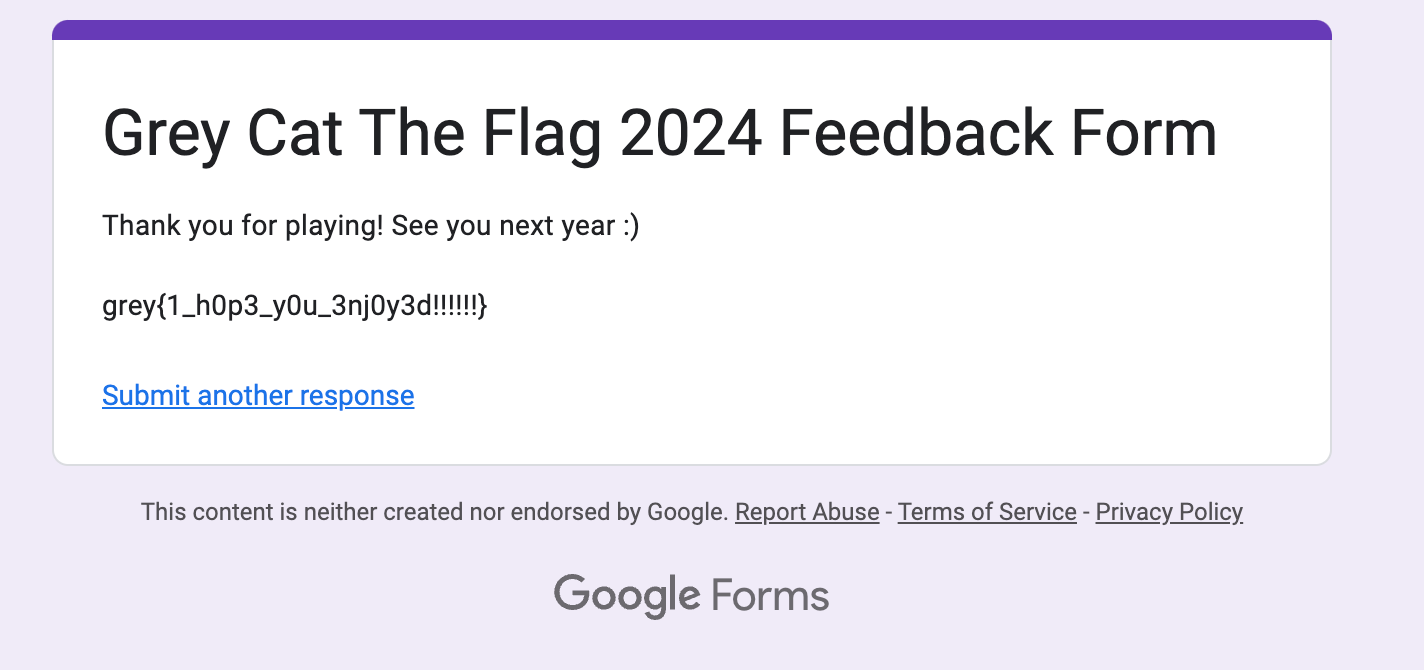 Grey Cat The Flag 2024 Feedback Form
Thank you for playing! See you next year :)
grey{1_h0p3_y0u_3nj0y3d!!!!!!}
Submit another response
This content is neither created nor endorsed by Google. Report Abuse - Terms of Service - Privacy Policy
Google Forms